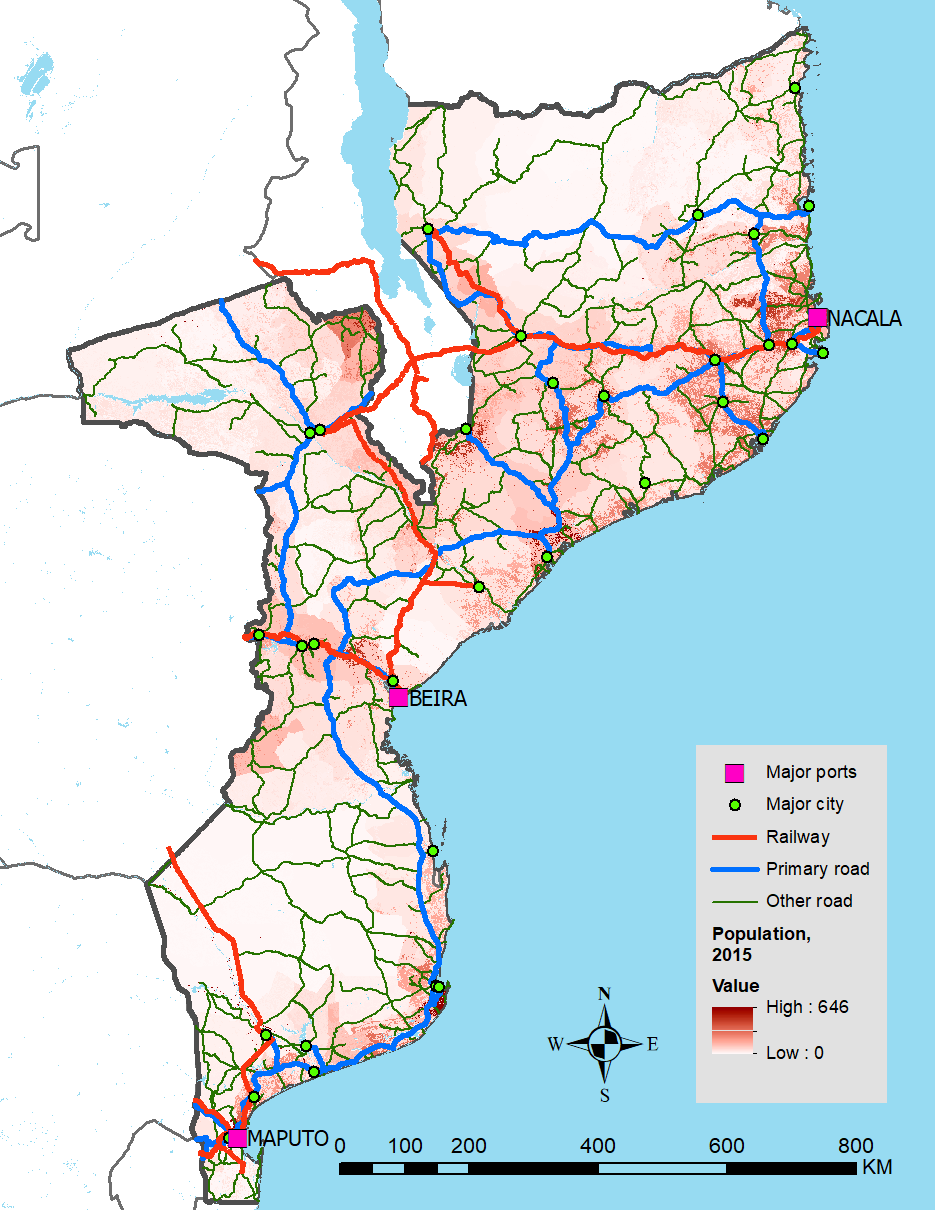 NACALA
BEIRA
Major ports
Major city
Railway
Primary road
Other road
Population,
2015
Value
High : 646
Low : 0
N
W E
S
MAPUTO
0 100 200 400 600 800
KM